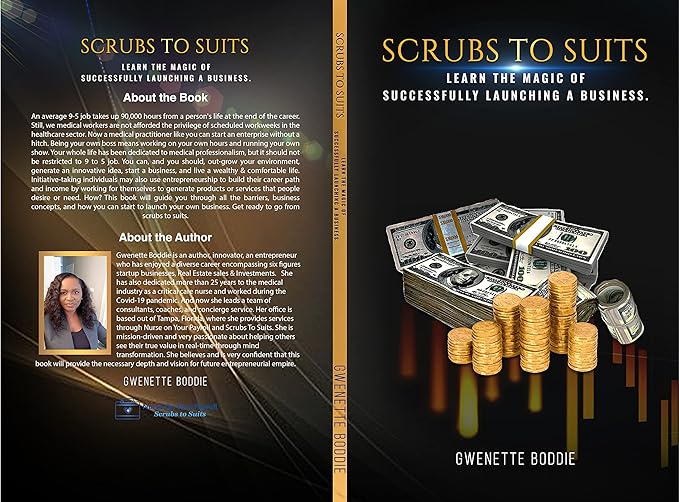 SCRUBS TO SUITS
LEARN THE MAGIC OF
SUCCESSFULLY LAUNCHING A BUSINESS.
About the Book
An average 9-5 job takes up 90,000 hours from a person's life at the end of the career.
Still, we medical workers are not afforded the privilege of scheduled workweeks in the
healthcare sector. Now a medical practitioner like you can start an enterprise without a
hitch. Being your own boss means working on your own hours and running your own
show. Your whole life has been dedicated to medical professionalism, but it should not
be restricted to 9 to 5 job. You can, and you should, out-grow your environment,
generate an innovative idea, start a business, and live a wealthy & comfortable life.
Initiative-taking individuals may also use entrepreneurship to build their career path
and income by working for themselves to generate products or services that people
desire or need. How? This book will guide you through all the barriers, business
concepts, and how you can start to launch your own business. Get ready to go from
scrubs to suits.
About the Author
Gwenette Boddie is an author, innovator, an entrepreneur
who has enjoyed a diverse career encompassing six figures
startup businesses, Real Estate sales & Investments. She
has also dedicated more than 25 years to the medical
industry as a critical care nurse and worked during the
Covid-19 pandemic. And now she leads a team of
consultants, coaches, and concierge service. Her office is
based out of Tampa, Florida, where she provides services
through Nurse on Your Payroll and Scrubs To Suits. She is
mission-driven and very passionate about helping others
see their true value in real-time through mind
transformation. She believes and is very confident that this
book will provide the necessary depth and vision for future entrepreneurial empire.
GWENETTE BODDIE
Scrubs to Suits
SCRUBS TO SUITS
LEARN THE MAGIC OF
SUCCESSFULLY LAUNCHING A BUSINESS
GWENETTE BODDIE
SCRUBS TO SUITS
LEARN THE MAGIC OF
SUCCESSFULLY LAUNCHING A BUSINESS.
100
GWENETTE BODDIE